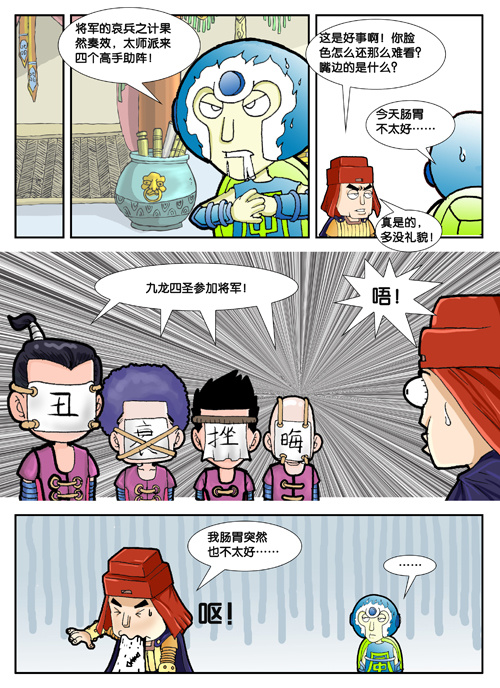 将军的哀兵之计果
然奏效，太师派来
四个高手助阵！
这是好事啊！你脸
色怎么还那么难看？
嘴边的是什么？
今天肠胃
不太好……
真是的，
多没礼貌！
九龙四圣参加将军！
唔！
丑
衰
挫
晦
我肠胃突然
也不太好……
呕！
……